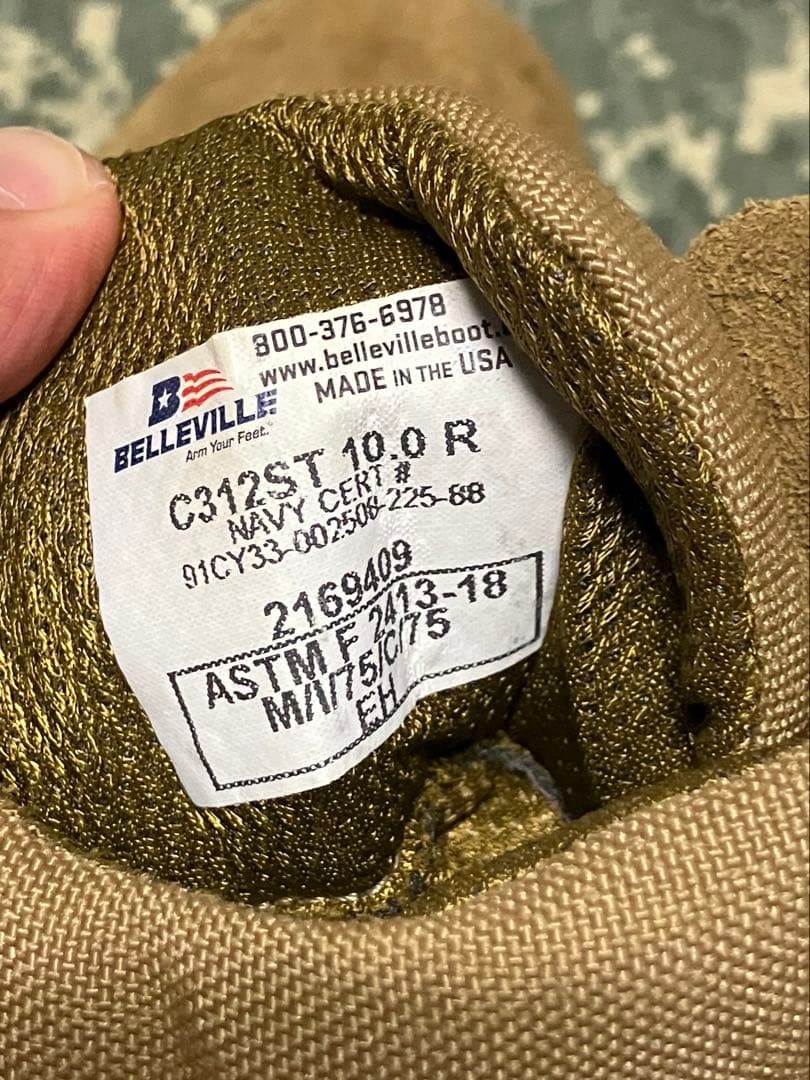 800-376-6978
www.bellevilleboot.
MADE IN THE USA
B
BELLEVILLE
Arm Your Feet.
C312ST 10.0 R
NAVY CERT #
91CY33-002508-225-88
2169409
ASTM F 2413-18
M/I/75/C/75
EH